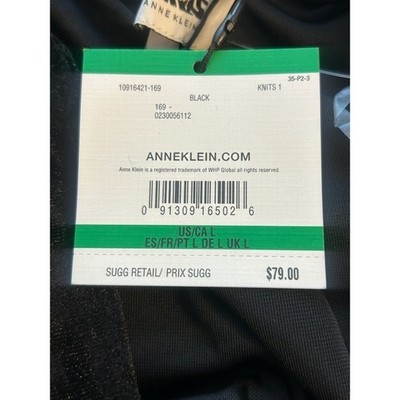 ANNE KLEIN
35-P2-3
10916421-169 KNITS 1
BLACK
169 -
0230056112
ANNEKLEIN.COM
Anne Klein is a registered trademark of WHP Global all rights reserved
0 91309 16502 6
US/CA L
ES/FR/PT L DE L UK L
SUGG RETAIL/ PRIX SUGG $79.00